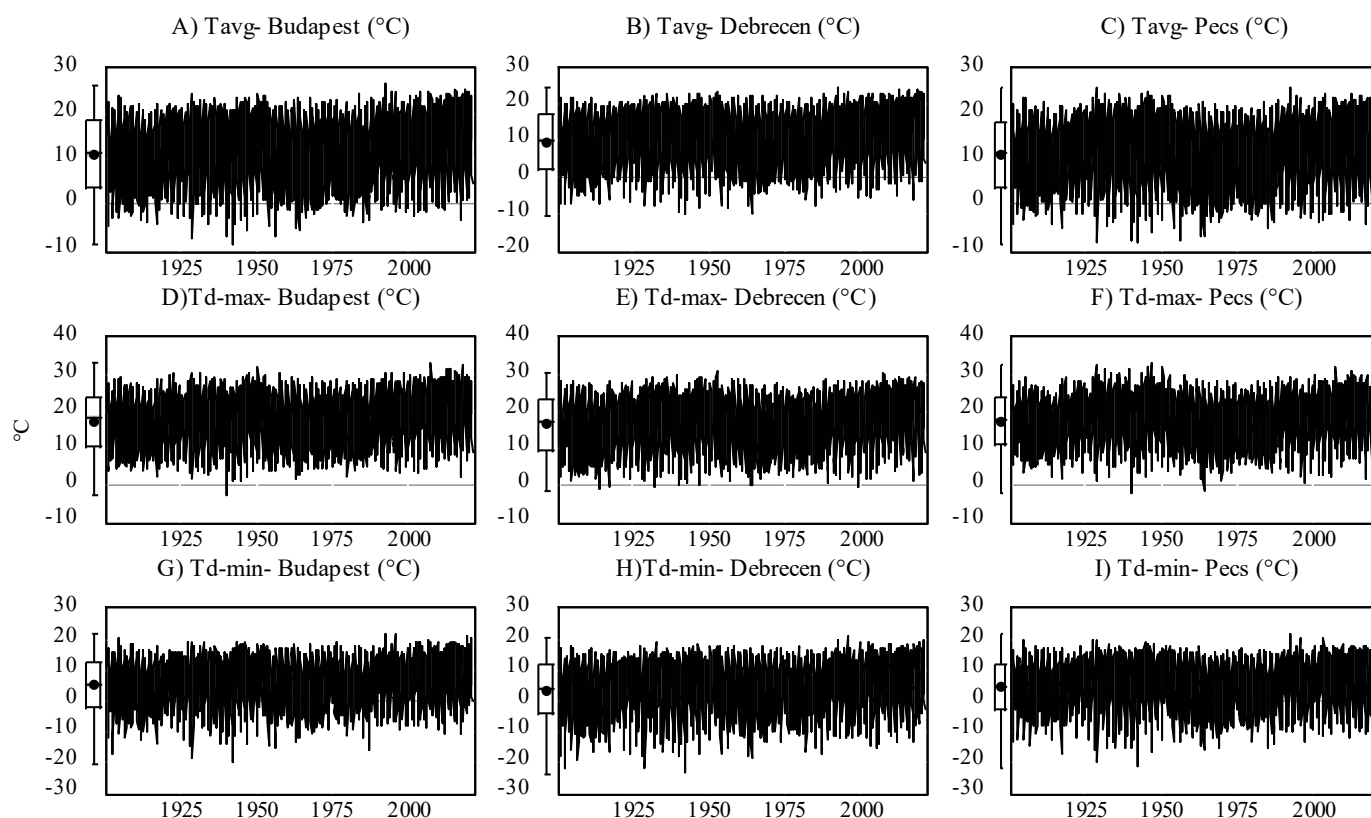 A) Tavg- Budapest (°C)
B) Tavg- Debrecen (°C)
C) Tavg- Pecs (°C)
30
20
10
0
-10
1925 1950 1975 2000
30
20
10
0
-10
-20
1925 1950 1975 2000
30
20
10
0
-10
1925 1950 1975 2000
D)Td-max- Budapest (°C)
E) Td-max- Debrecen (°C)
F) Td-max- Pecs (°C)
°C
40
30
20
10
0
-10
1925 1950 1975 2000
40
30
20
10
0
-10
1925 1950 1975 2000
40
30
20
10
0
-10
1925 1950 1975 2000
G) Td-min- Budapest (°C)
H)Td-min- Debrecen (°C)
I) Td-min- Pecs (°C)
30
20
10
0
-10
-20
-30
1925 1950 1975 2000
30
20
10
0
-10
-20
-30
1925 1950 1975 2000
30
20
10
0
-10
-20
-30
1925 1950 1975 2000